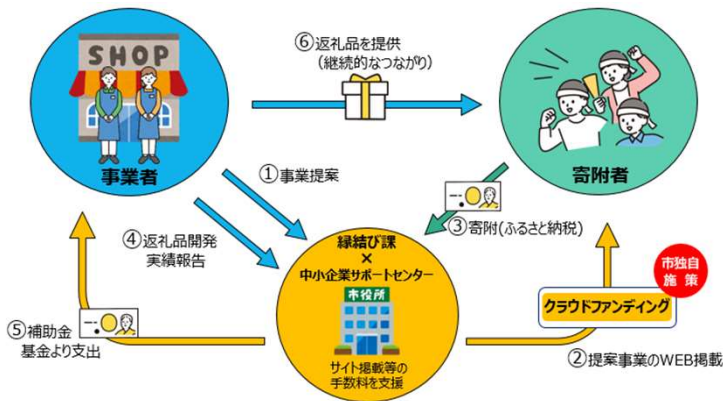 SHOP
事業者
⑥返礼品を提供
(継続的なつながり)
寄附者
①事業提案
③寄附(ふるさと納税)
④返礼品開発
実績報告
縁結び課
×
中小企業サポートセンター
市役所
サイト掲載等の
手数料を支援
市独自
施策
クラウドファンディング
②提案事業のWEB掲載
⑤補助金
基金より支出